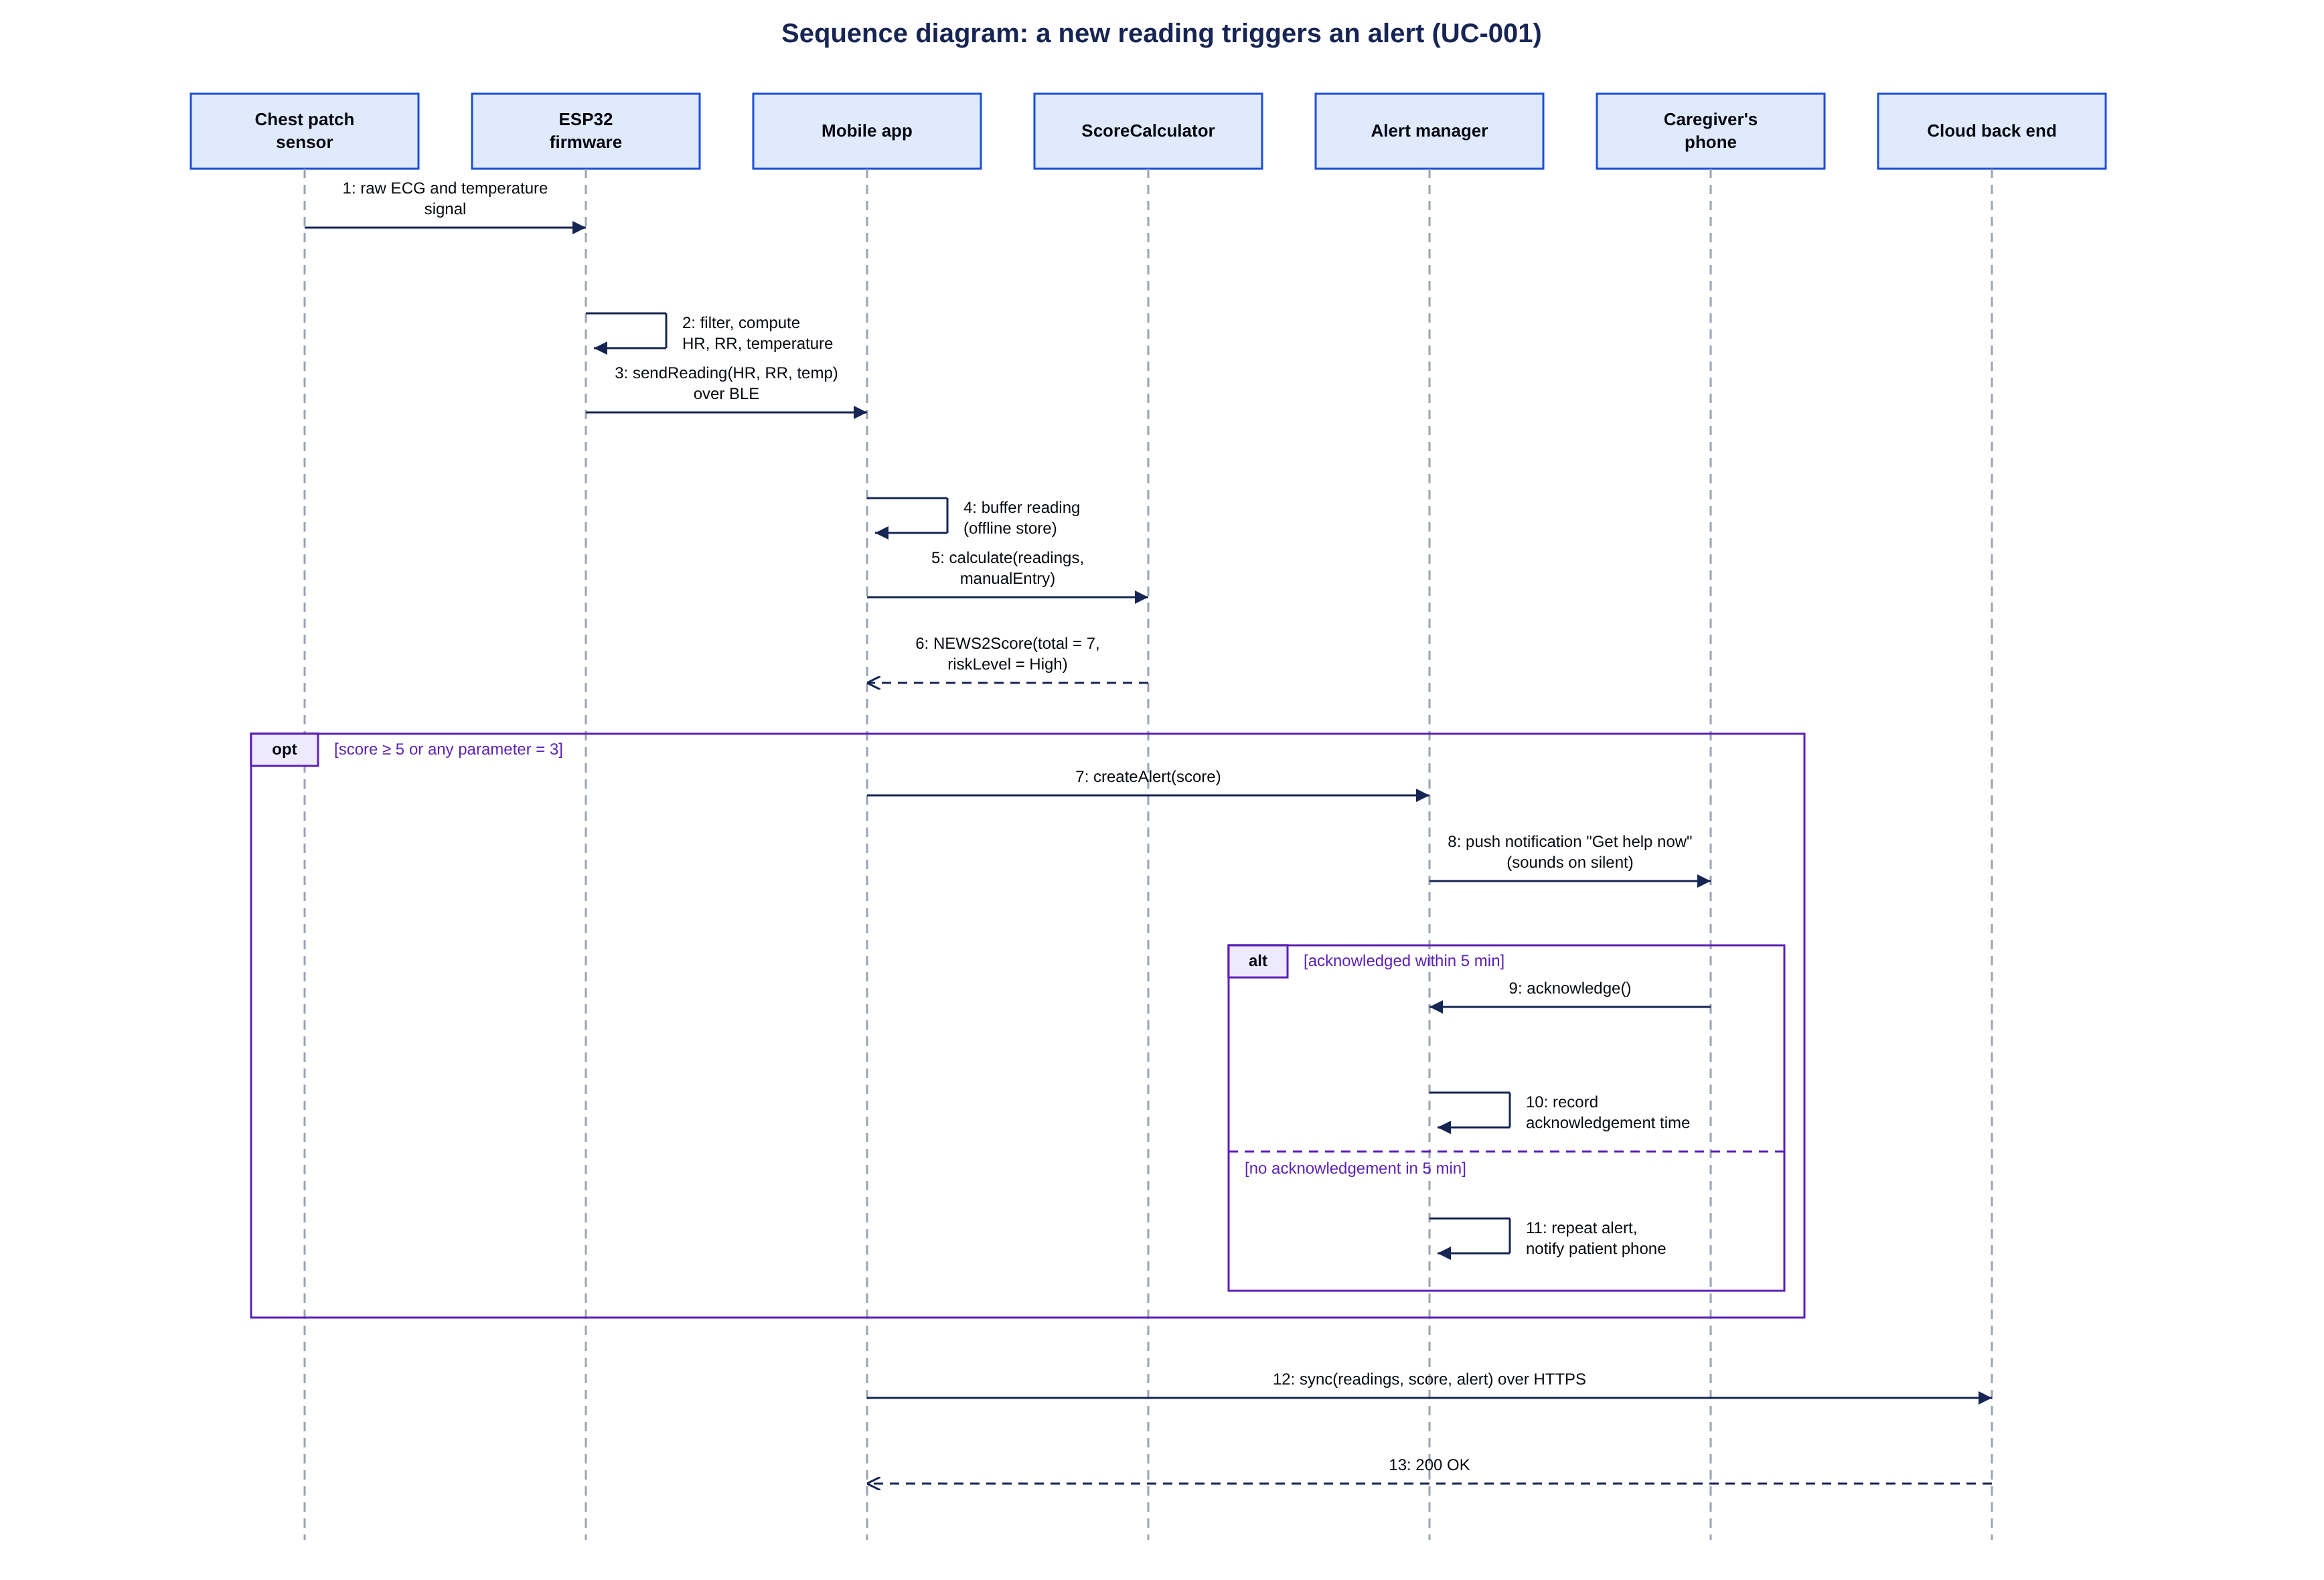 Sequence diagram: a new reading triggers an alert (UC-001)
Chest patch
sensor
ESP32
firmware
Mobile app
ScoreCalculator
Alert manager
Caregiver's
phone
Cloud back end
1: raw ECG and temperature
signal
2: filter, compute
HR, RR, temperature
3: sendReading(HR, RR, temp)
over BLE
4: buffer reading
(offline store)
5: calculate(readings,
manualEntry)
6: NEWS2Score(total = 7,
riskLevel = High)
opt
[score ≥ 5 or any parameter = 3]
7: createAlert(score)
8: push notification "Get help now"
(sounds on silent)
alt
[acknowledged within 5 min]
9: acknowledge()
10: record
acknowledgement time
[no acknowledgement in 5 min]
11: repeat alert,
notify patient phone
12: sync(readings, score, alert) over HTTPS
13: 200 OK